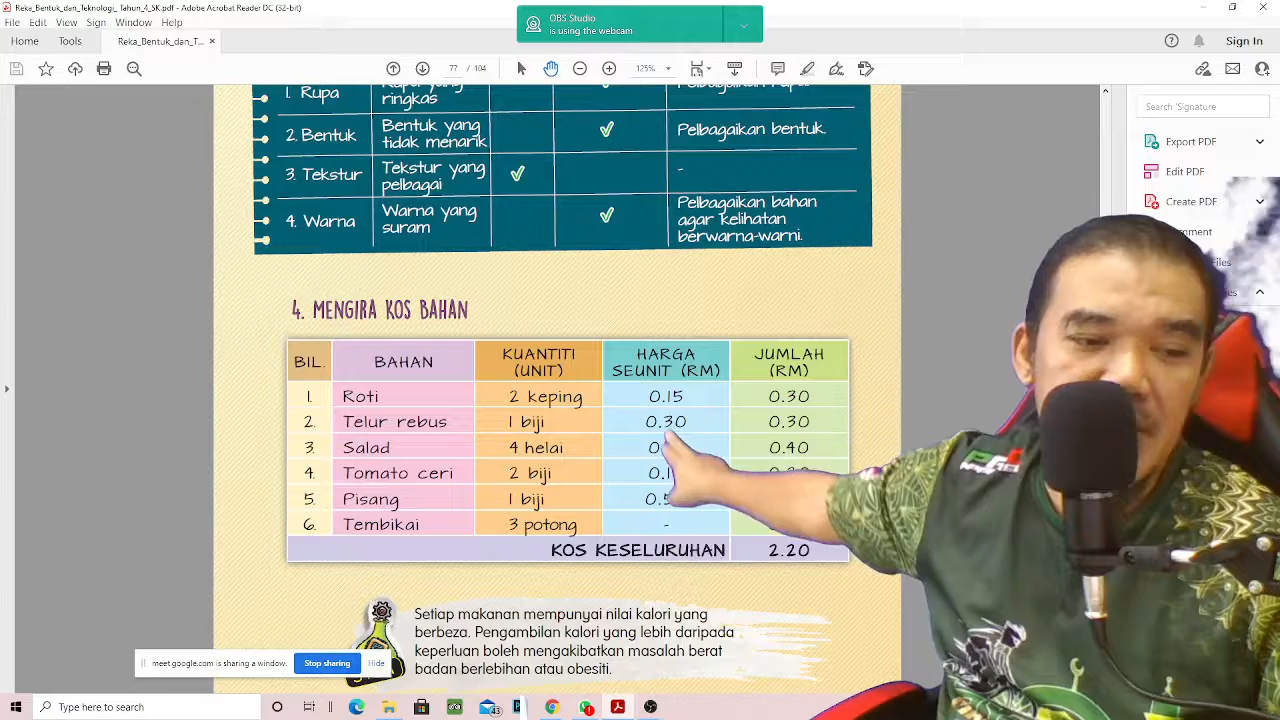 Reka_Bentuk_dan_Teknologi_ Tahun_4_SK.pdf - Adobe Acrobat Reader DC (32-bit)
File Edit View Sign Window Help
OBS Studio
is using the webcam
Home Tools Reka_Bentuk_dan_T... × Sign In
77 / 104 125%
1. Rupa
ringkas
2. Bentuk Bentuk yang tidak menarik ✓ Pelbagaikan bentuk.
3. Tekstur Tekstur yang pelbagai ✓ -
4. Warna Warna yang suram ✓ Pelbagaikan bahan agar kelihatan berwarna-warni.
4. MENGIRA KOS BAHAN
BIL. BAHAN KUANTITI (UNIT) HARGA SEUNIT (RM) JUMLAH (RM)
1. Roti 2 keping 0.15 0.30
2. Telur rebus 1 biji 0.30 0.30
3. Salad 4 helai 0.40
4. Tomato ceri 2 biji
5. Pisang 1 biji
6. Tembikai 3 potong -
KOS KESELURUHAN 2.20
Setiap makanan mempunyai nilai kalori yang
berbeza. Pengambilan kalori yang lebih daripada
keperluan boleh mengakibatkan masalah berat
badan berlebihan atau obesiti.
Search 'Signature
Export PDF
Edit PDF
Create PDF
meet.google.com is sharing a window. Stop sharing Hide
Type here to search
43